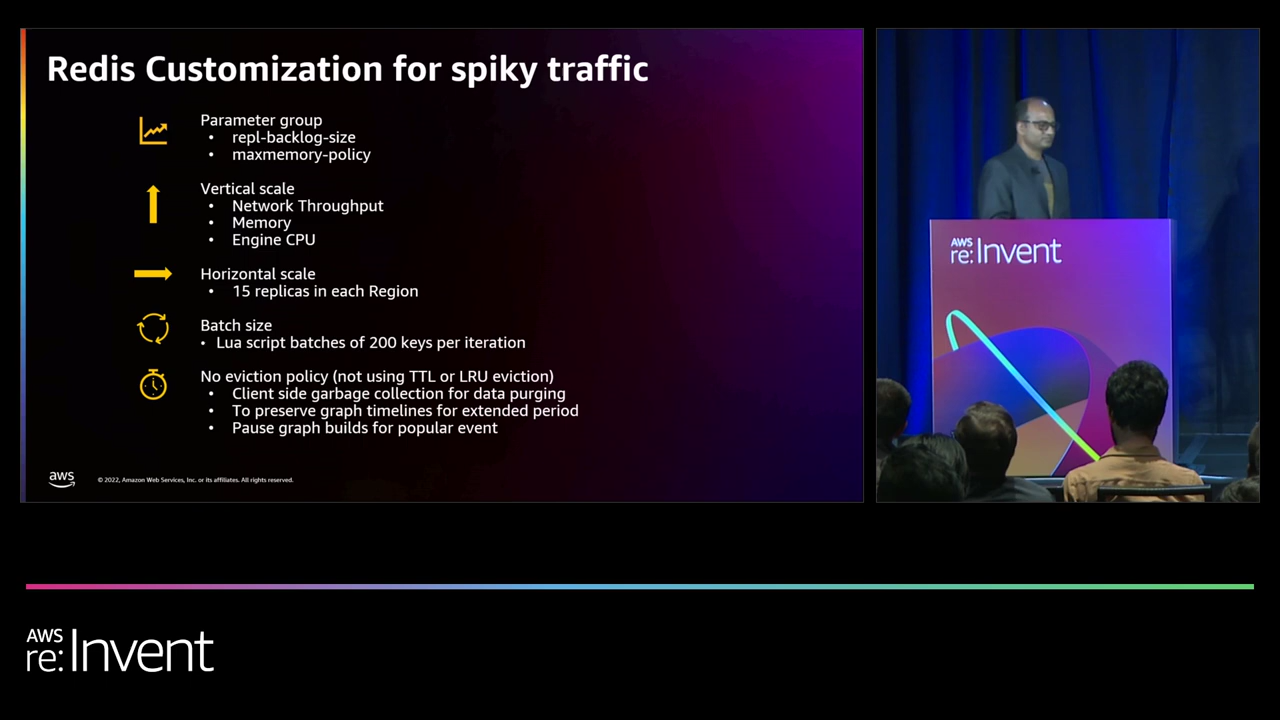 Redis Customization for spiky traffic
Parameter group
• repl-backlog-size
• maxmemory-policy
Vertical scale
• Network Throughput
• Memory
• Engine CPU
Horizontal scale
• 15 replicas in each Region
Batch size
• Lua script batches of 200 keys per iteration
No eviction policy (not using TTL or LRU eviction)
• Client side garbage collection for data purging
• To preserve graph timelines for extended period
• Pause graph builds for popular event
aws
© 2022, Amazon Web Services, Inc. or its affiliates. All rights reserved.
AWS
re:Invent
AWS
re:Invent